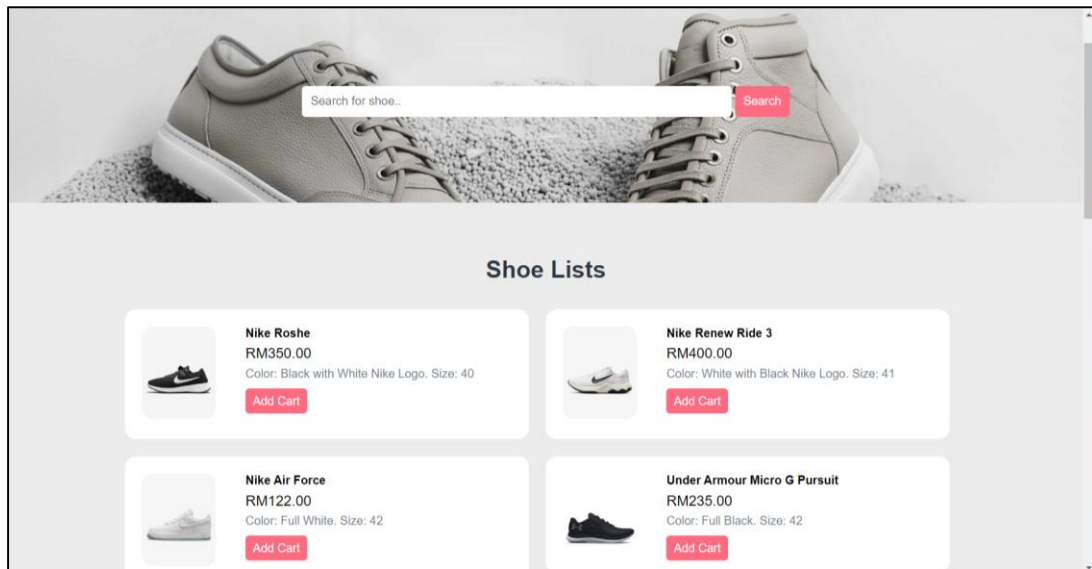 Search for shoe..
Search
Shoe Lists
Nike Roshe
RM350.00
Color: Black with White Nike Logo. Size: 40
Add Cart
Nike Renew Ride 3
RM400.00
Color: White with Black Nike Logo. Size: 41
Add Cart
Nike Air Force
RM122.00
Color: Full White. Size: 42
Add Cart
Under Armour Micro G Pursuit
RM235.00
Color: Full Black. Size: 42
Add Cart